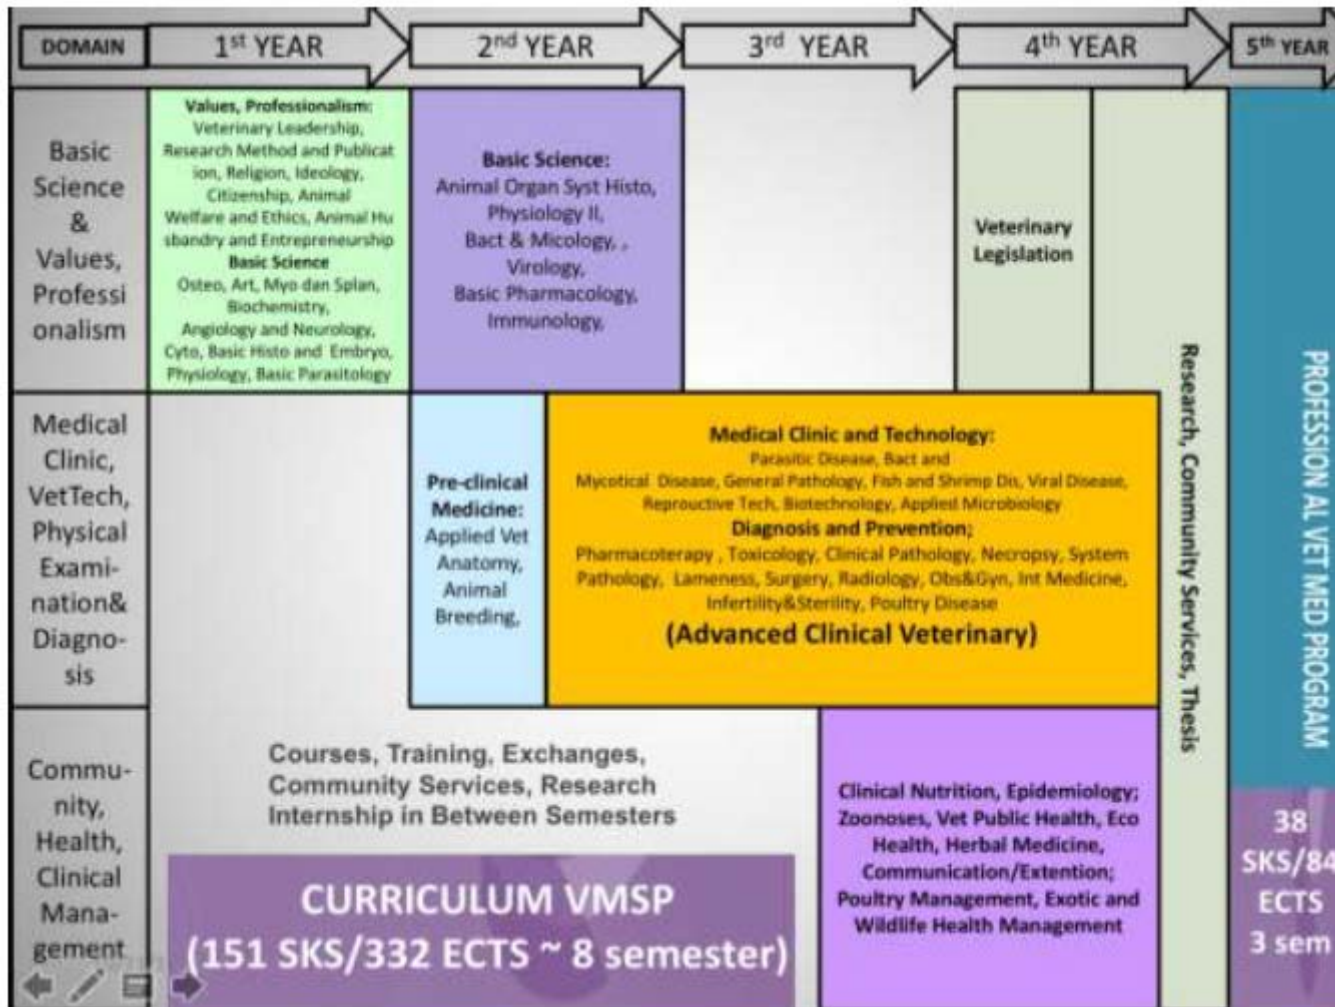 DOMAIN
1st YEAR
2nd YEAR
3rd YEAR
4th YEAR
5th YEAR
Basic
Science
&
Values,
Professi
onalism
Values, Professionalism:
Veterinary Leadership,
Research Method and Publicat
ion, Religion, Ideology,
Citizenship, Animal
Welfare and Ethics, Animal Hu
sbandry and Entrepreneurship
Basic Science
Osteo, Art, Myo dan Splan,
Biochemistry,
Angiology and Neurology,
Cyto, Basic Histo and Embryo,
Physiology, Basic Parasitology
Basic Science:
Animal Organ Syst Histo,
Physiology II,
Bact & Micology, ,
Virology,
Basic Pharmacology,
Immunology,
Veterinary
Legislation
Research, Community Services, Thesis
PROFESSION AL VET MED PROGRAM
Medical
Clinic,
VetTech,
Physical
Exami-
nation&
Diagno-
sis
Pre-clinical
Medicine:
Applied Vet
Anatomy,
Animal
Breeding,
Medical Clinic and Technology:
Parasitic Disease, Bact and
Mycotical Disease, General Pathology, Fish and Shrimp Dis, Viral Disease,
Reprouctive Tech, Biotechnology, Applied Microbiology
Diagnosis and Prevention;
Pharmacoterapy , Toxicology, Clinical Pathology, Necropsy, System
Pathology, Lameness, Surgery, Radiology, Obs&Gyn, Int Medicine,
Infertility&Sterility, Poultry Disease
(Advanced Clinical Veterinary)
Commu-
nity,
Health,
Clinical
Mana-
gement
Courses, Training, Exchanges,
Community Services, Research
Internship in Between Semesters
CURRICULUM VMSP
(151 SKS/332 ECTS ~ 8 semester)
Clinical Nutrition, Epidemiology;
Zoonoses, Vet Public Health, Eco
Health, Herbal Medicine,
Communication/Extention;
Poultry Management, Exotic and
Wildlife Health Management
38
SKS/84
ECTS
3 sem